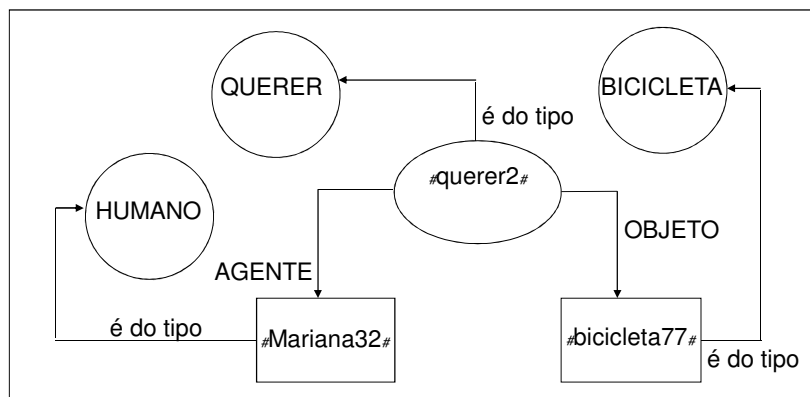 QUERER
BICICLETA
é do tipo
#querer2#
HUMANO
OBJETO
AGENTE
é do tipo
#Mariana32#
#bicicleta77#
é do tipo